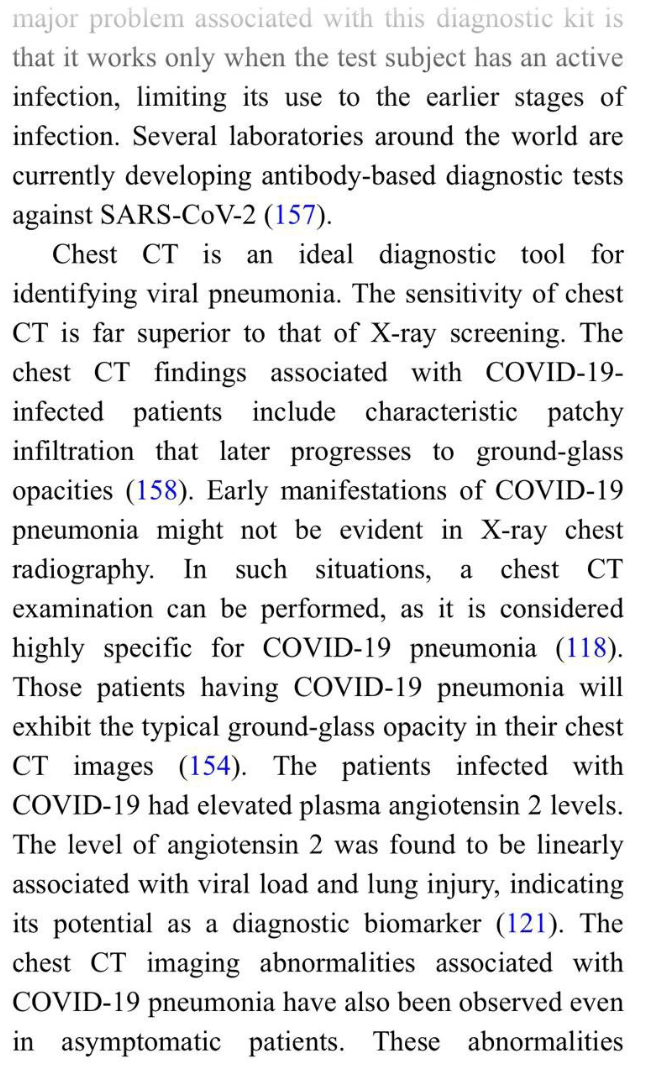 major problem associated with this diagnostic kit is
that it works only when the test subject has an active
infection, limiting its use to the earlier stages of
infection. Several laboratories around the world are
currently developing antibody-based diagnostic tests
against SARS-CoV-2 (157).
Chest CT is an ideal diagnostic tool for
identifying viral pneumonia. The sensitivity of chest
CT is far superior to that of X-ray screening. The
chest CT findings associated with COVID-19-
infected patients include characteristic patchy
infiltration that later progresses to ground-glass
opacities (158). Early manifestations of COVID-19
pneumonia might not be evident in X-ray chest
radiography. In such situations, a chest CT
examination can be performed, as it is considered
highly specific for COVID-19 pneumonia (118).
Those patients having COVID-19 pneumonia will
exhibit the typical ground-glass opacity in their chest
CT images (154). The patients infected with
COVID-19 had elevated plasma angiotensin 2 levels.
The level of angiotensin 2 was found to be linearly
associated with viral load and lung injury, indicating
its potential as a diagnostic biomarker (121). The
chest CT imaging abnormalities associated with
COVID-19 pneumonia have also been observed even
in asymptomatic patients. These abnormalities